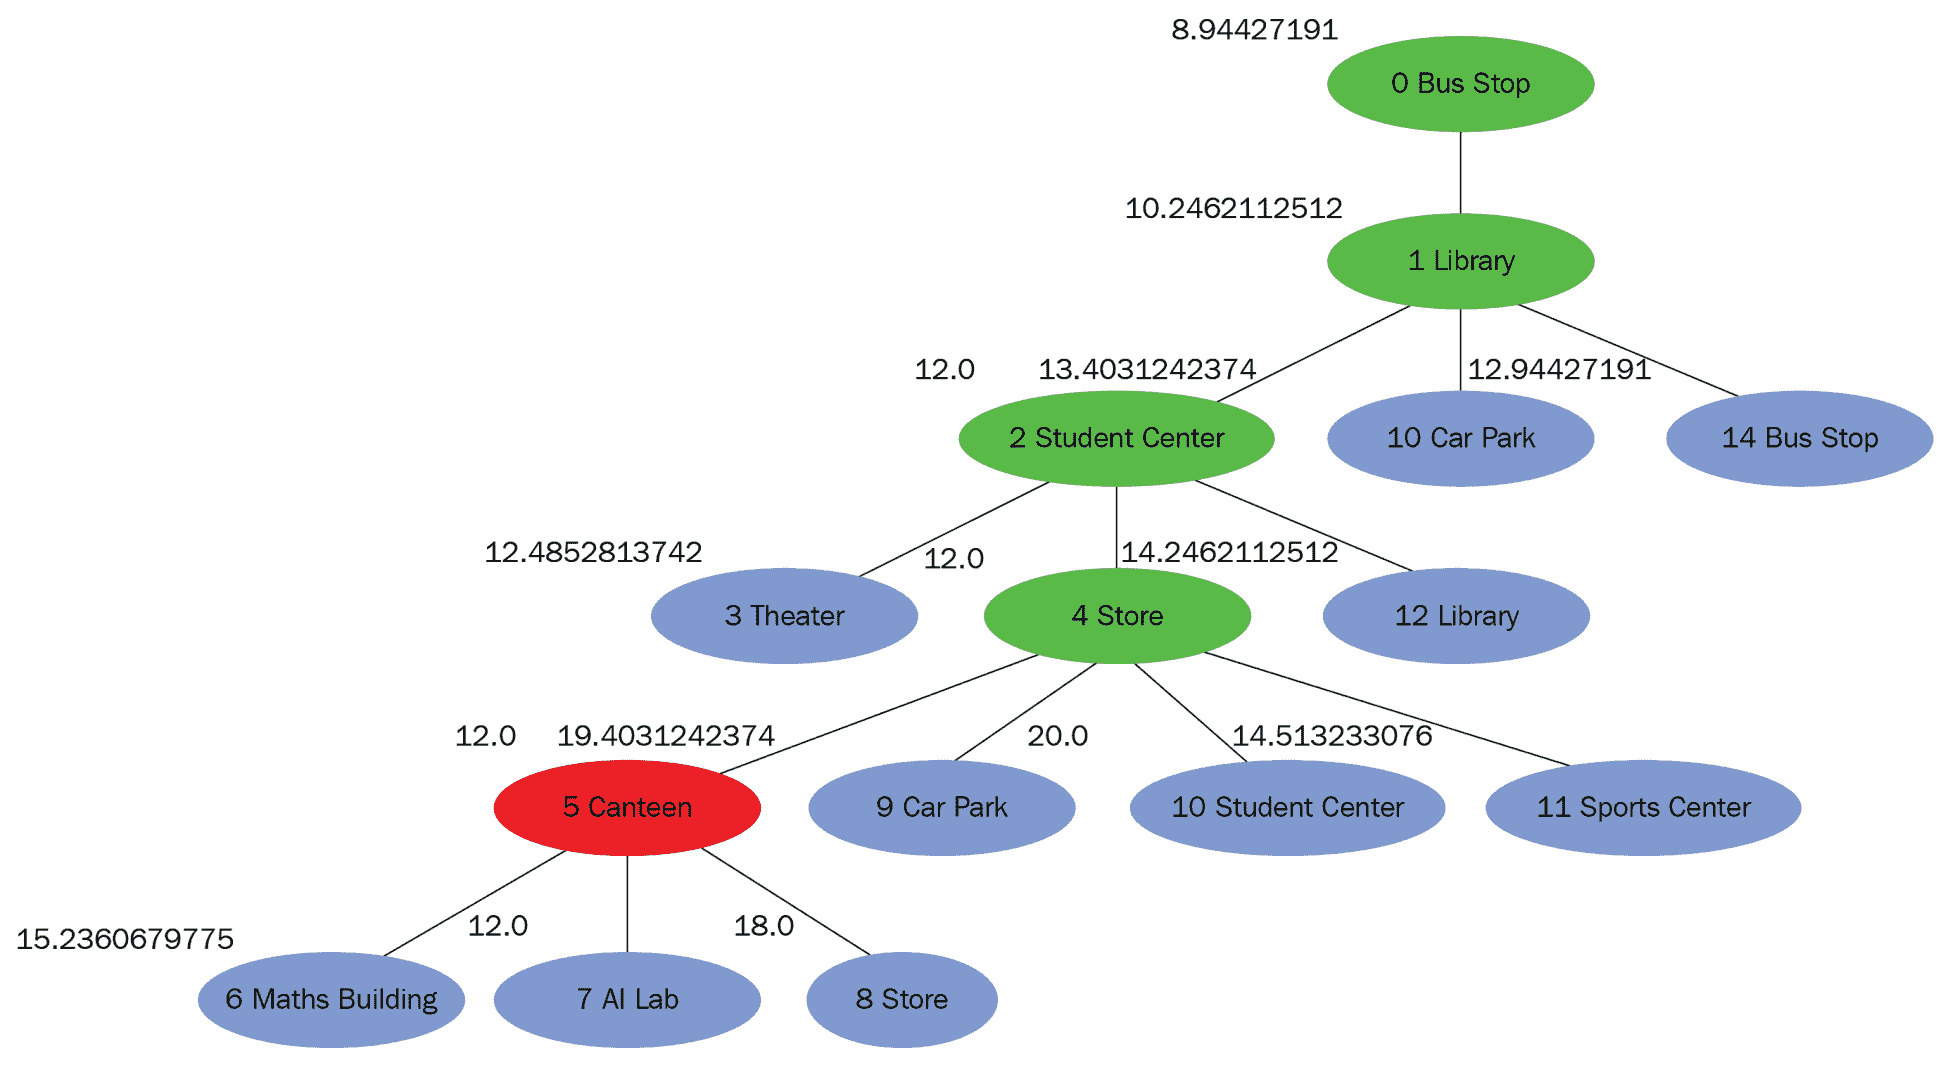 8.94427191
0 Bus Stop
10.2462112512
1 Library
12.0 13.4031242374 12.94427191
2 Student Center 10 Car Park 14 Bus Stop
12.4852813742 12.0 14.2462112512
3 Theater 4 Store 12 Library
12.0 19.4031242374 20.0 14.513233076
5 Canteen 9 Car Park 10 Student Center 11 Sports Center
15.2360679775 12.0 18.0
6 Maths Building 7 AI Lab 8 Store